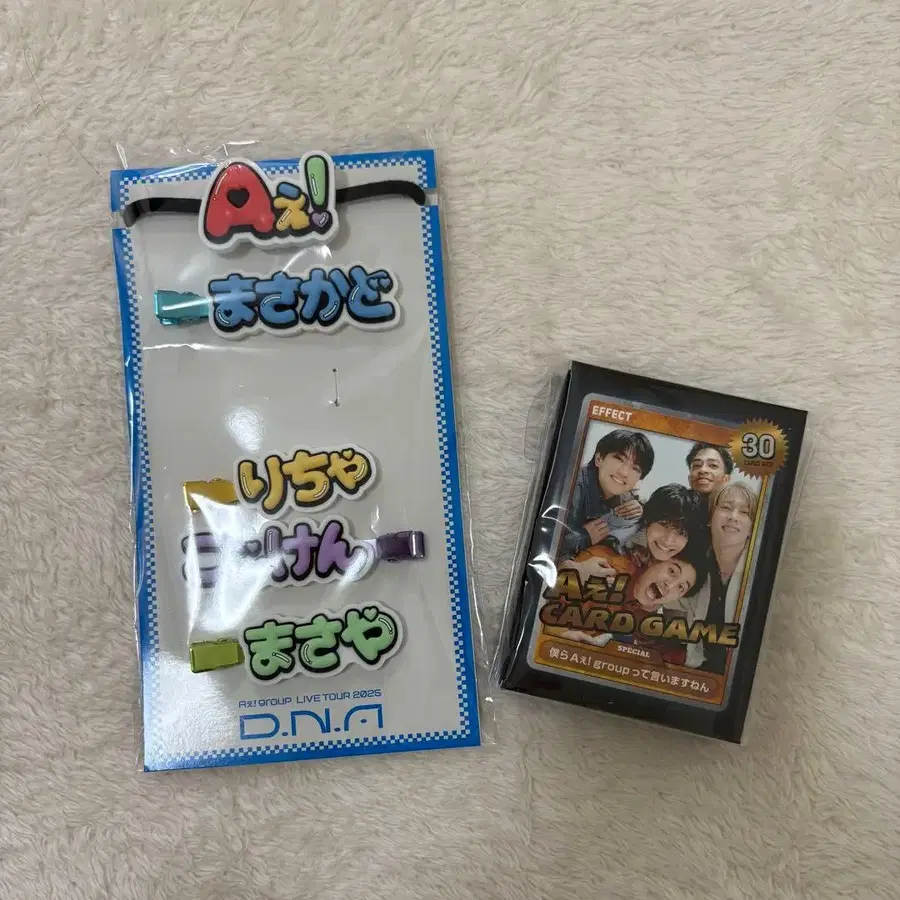 Aぇ!
まさかど
りちゃ
こじけん
まさや
Aぇ! group LIVE TOUR 2025
D.N.A
EFFECT
30
Aぇ!
CARD GAME
SPECIAL
僕らAぇ! groupって言いますねん